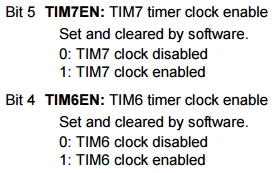 Bit 5 TIM7EN: TIM7 timer clock enable
Set and cleared by software.
0: TIM7 clock disabled
1: TIM7 clock enabled
Bit 4 TIM6EN: TIM6 timer clock enable
Set and cleared by software.
0: TIM6 clock disabled
1: TIM6 clock enabled